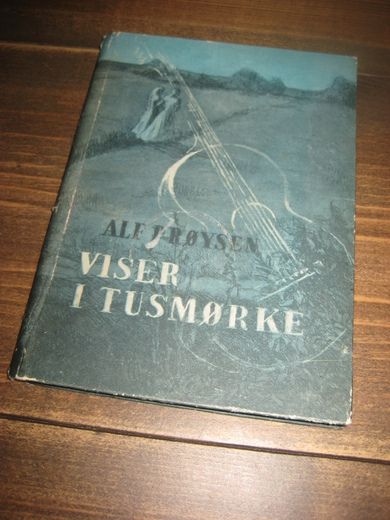 ALF PRØYSEN
VISER
I TUSMØRKE